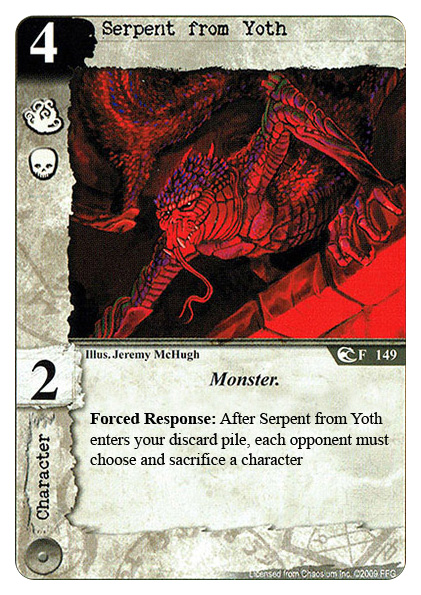 4
Serpent from Yoth
Illus. Jeremy McHugh
F 149
2
Monster.
Forced Response: After Serpent from Yoth
enters your discard pile, each opponent must
choose and sacrifice a character
Character
Licensed from Chaosium Inc. ©2009 FFG